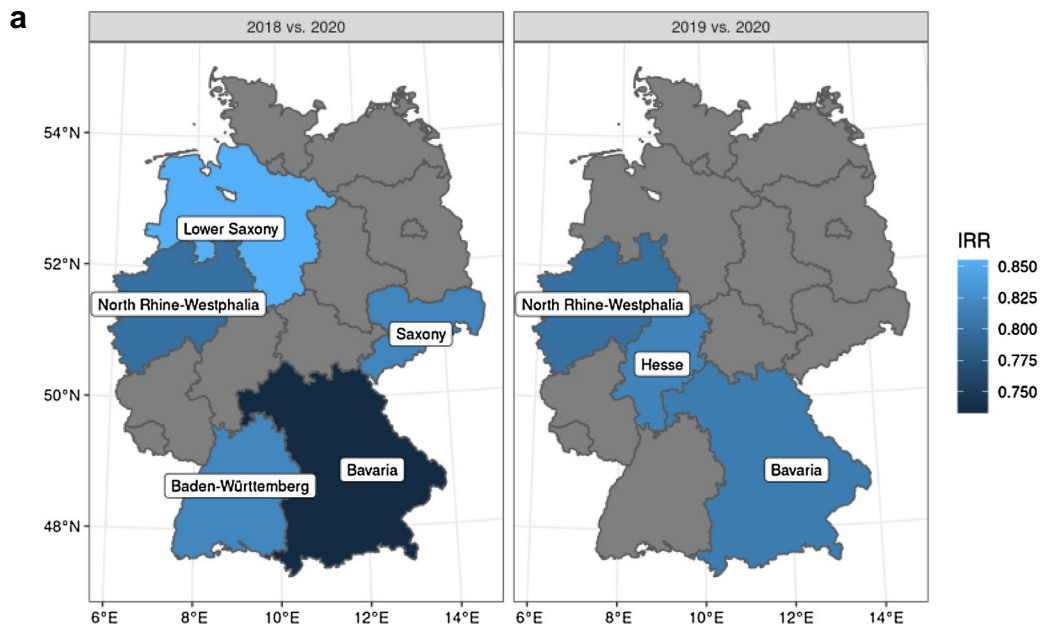 a
2018 vs. 2020
2019 vs. 2020
54°N
52°N
50°N
48°N
Lower Saxony
North Rhine-Westphalia
Saxony
Bavaria
Baden-Württemberg
North Rhine-Westphalia
Hesse
Bavaria
6°E 8°E 10°E 12°E 14°E
6°E 8°E 10°E 12°E 14°E
IRR
0.850
0.825
0.800
0.775
0.750